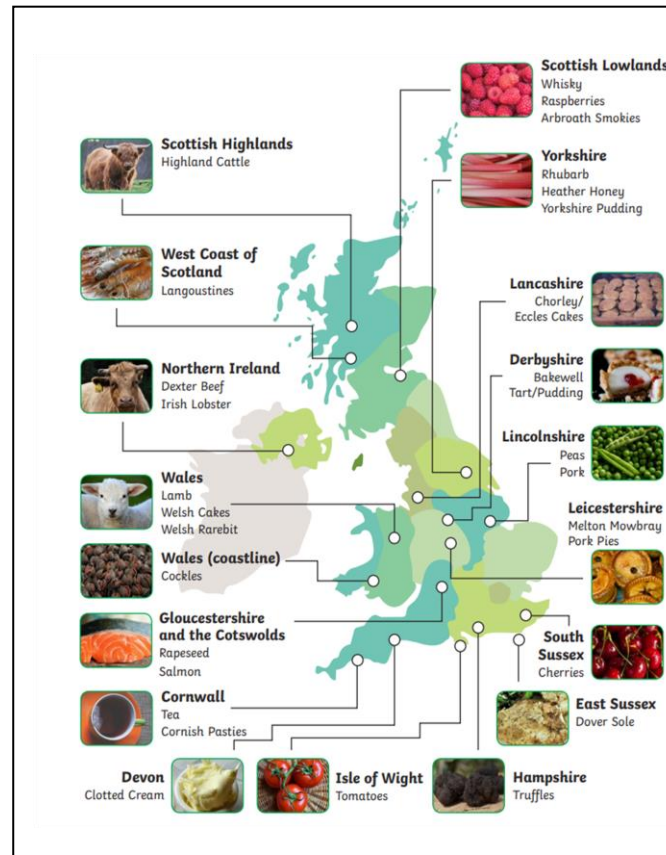 Scottish Lowlands
Whisky
Raspberries
Arbroath Smokies
Scottish Highlands
Highland Cattle
Yorkshire
Rhubarb
Heather Honey
Yorkshire Pudding
West Coast of
Scotland
Langoustines
Lancashire
Chorley/
Eccles Cakes
Northern Ireland
Dexter Beef
Irish Lobster
Derbyshire
Bakewell
Tart/Pudding
Lincolnshire
Peas
Pork
Wales
Lamb
Welsh Cakes
Welsh Rarebit
Leicestershire
Melton Mowbray
Pork Pies
Wales (coastline)
Cockles
Gloucestershire
and the Cotswolds
Rapeseed
Salmon
South
Sussex
Cherries
Cornwall
Tea
Cornish Pasties
East Sussex
Dover Sole
Devon
Clotted Cream
Isle of Wight
Tomatoes
Hampshire
Truffles